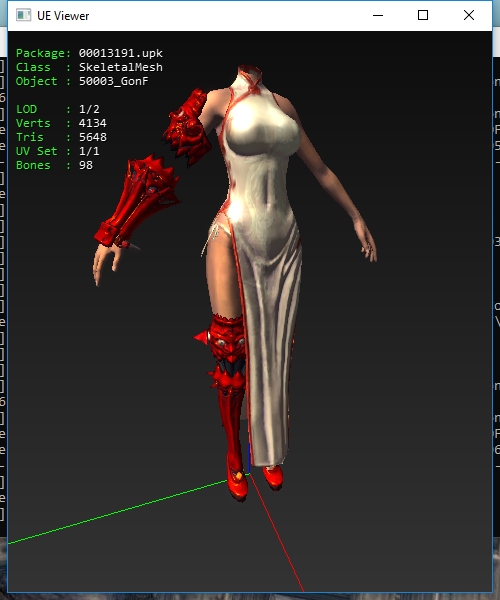 UE Viewer
Package: 00013191.upk
Class : SkeletalMesh
Object : 50003_GonF
LOD : 1/2
Verts : 4134
Tris : 5648
UV Set : 1/1
Bones : 98